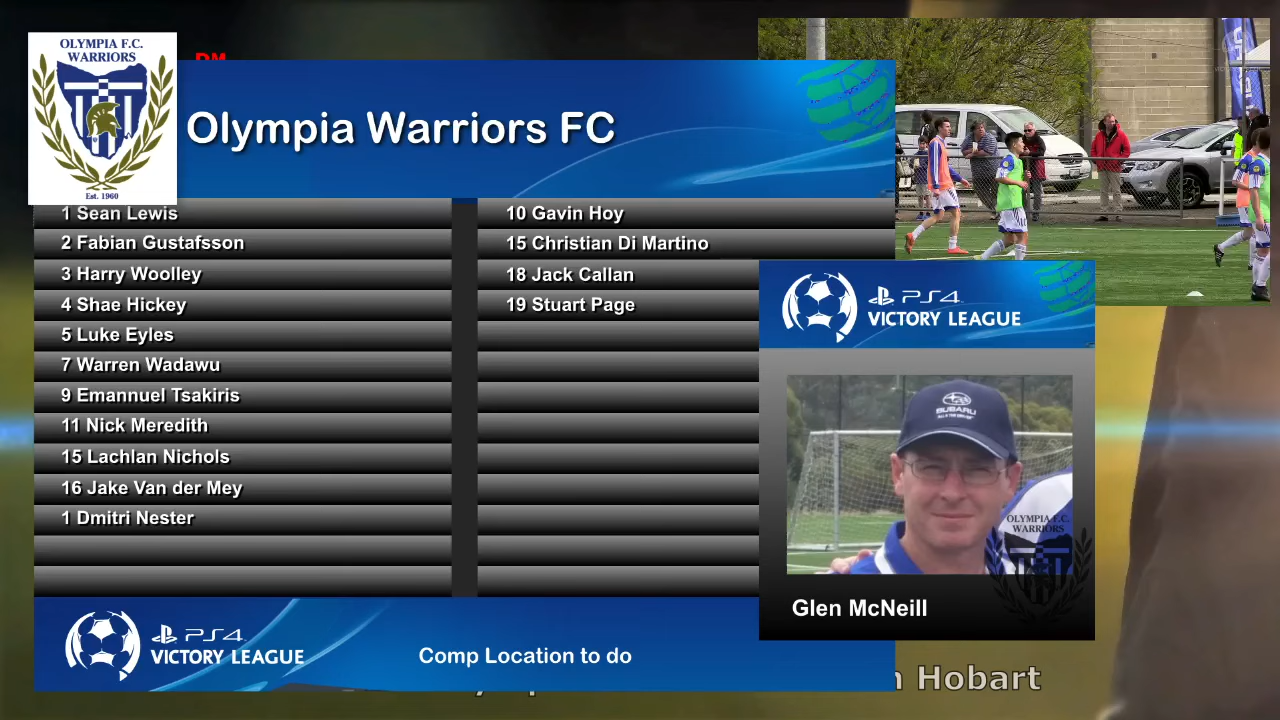 OLYMPIA F.C.
WARRIORS
Est. 1960
Olympia Warriors FC
1 Sean Lewis
2 Fabian Gustafsson
3 Harry Woolley
4 Shae Hickey
5 Luke Eyles
7 Warren Wadawu
9 Emannuel Tsakiris
11 Nick Meredith
15 Lachlan Nichols
16 Jake Van der Mey
1 Dmitri Nester
10 Gavin Hoy
15 Christian Di Martino
18 Jack Callan
19 Stuart Page
PS4
VICTORY LEAGUE
SUBARU
OLYMPIA F.C.
WARRIORS
Glen McNeill
PS4
VICTORY LEAGUE
Comp Location to do
Hobart